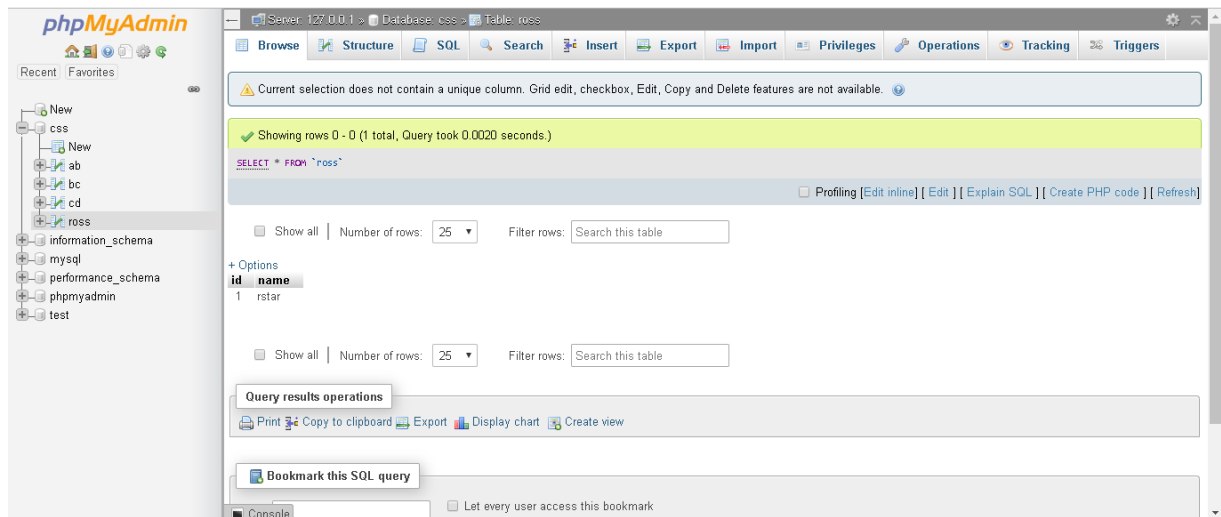 phpMyAdmin
Recent Favorites
New
css
New
ab
bc
cd
ross
information_schema
mysql
performance_schema
phpmyadmin
test
Server: 127.0.0.1 » Database: css » Table: ross
Browse Structure SQL Search Insert Export Import Privileges Operations Tracking Triggers
Current selection does not contain a unique column. Grid edit, checkbox, Edit, Copy and Delete features are not available.
Showing rows 0 - 0 (1 total, Query took 0.0020 seconds.)
SELECT * FROM `ross`
Profiling [Edit inline] [ Edit ] [ Explain SQL ] [ Create PHP code ] [ Refresh]
Show all | Number of rows: 25 Filter rows: Search this table
+ Options
id name
1 rstar
Show all | Number of rows: 25 Filter rows: Search this table
Query results operations
Print Copy to clipboard Export Display chart Create view
Bookmark this SQL query
Let every user access this bookmark
Console